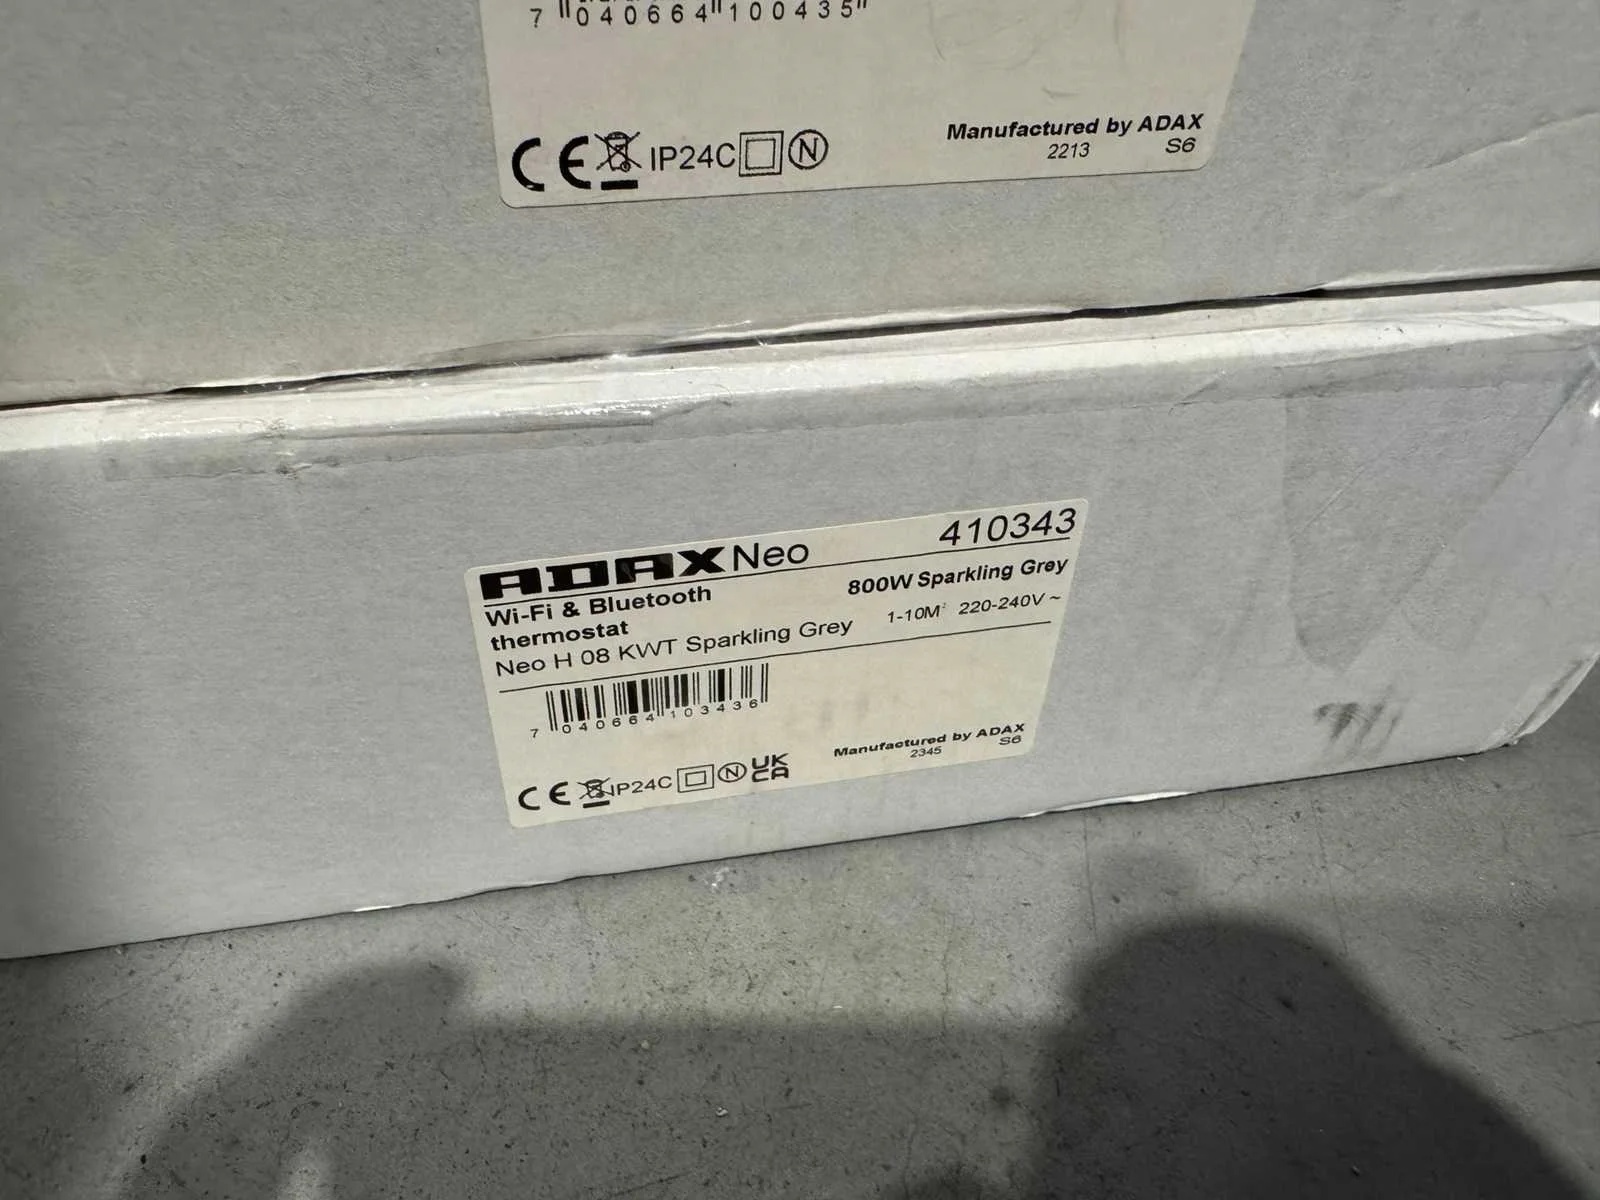 7 040664 100435
CE IP24C N
Manufactured by ADAX
2213 S6
ADAX Neo 410343
Wi-Fi & Bluetooth
thermostat
800W Sparkling Grey
Neo H 08 KWT Sparkling Grey 1-10M² 220-240V ~
7 040664 103436
Manufactured by ADAX
2345 S6
CE IP24C N UK
CA